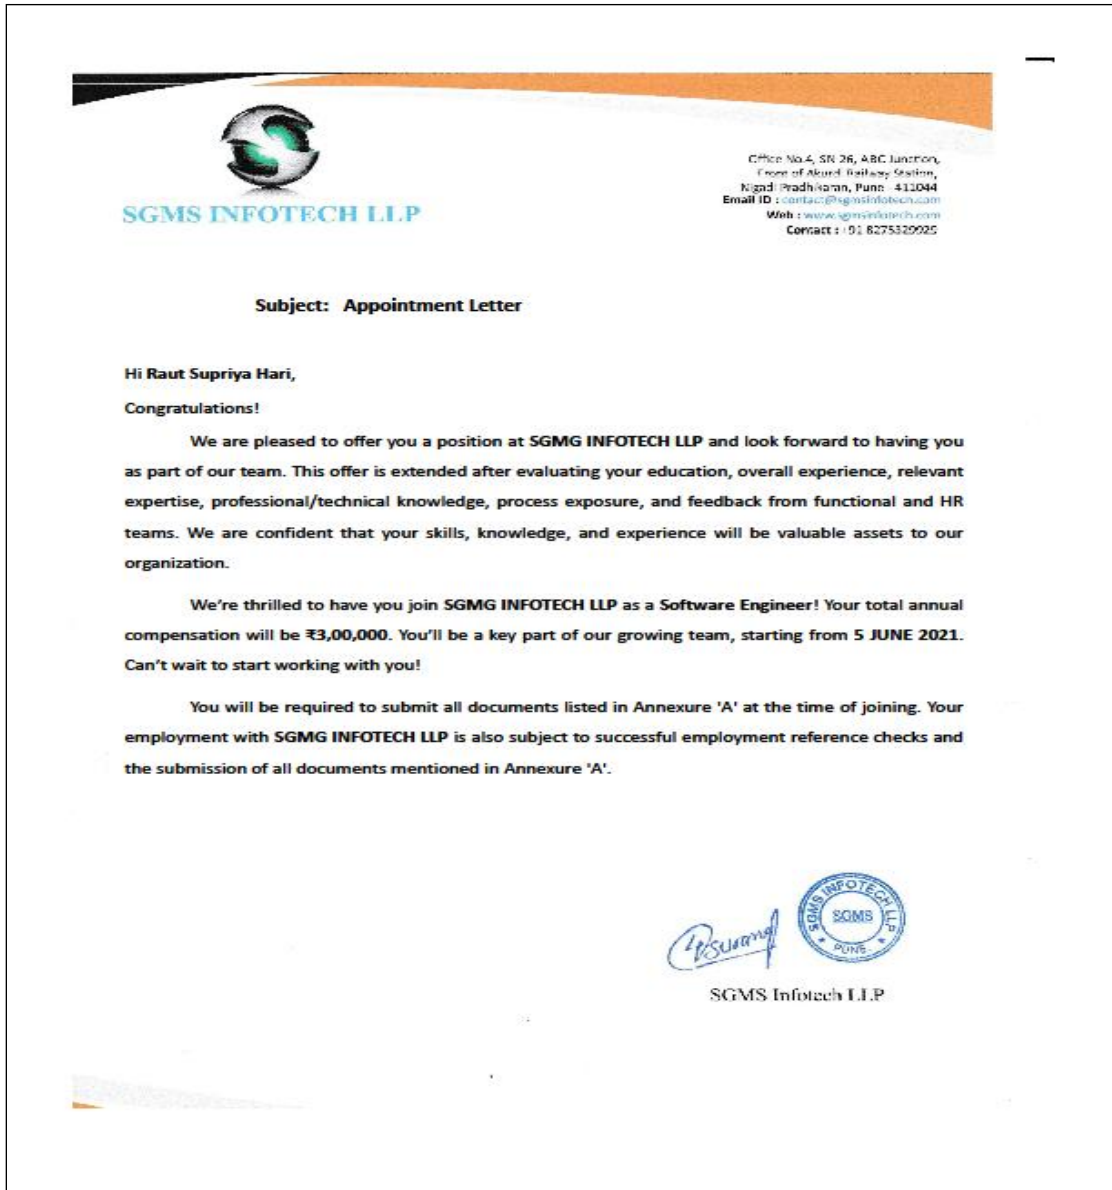 SGMS INFOTECH LLP
Office No.4, SN 26, ABC Junction,
Front of Akurdi Railway Station,
Nigadi Pradhikaran, Pune - 411044
Email ID : contact@sgmsinfotech.com
Web : www.sgmsinfotech.com
Contact : +91 8275329925
Subject: Appointment Letter
Hi Raut Supriya Hari,
Congratulations!
We are pleased to offer you a position at SGMG INFOTECH LLP and look forward to having you
as part of our team. This offer is extended after evaluating your education, overall experience, relevant
expertise, professional/technical knowledge, process exposure, and feedback from functional and HR
teams. We are confident that your skills, knowledge, and experience will be valuable assets to our
organization.
We’re thrilled to have you join SGMG INFOTECH LLP as a Software Engineer! Your total annual
compensation will be ₹3,00,000. You’ll be a key part of our growing team, starting from 5 JUNE 2021.
Can’t wait to start working with you!
You will be required to submit all documents listed in Annexure 'A' at the time of joining. Your
employment with SGMG INFOTECH LLP is also subject to successful employment reference checks and
the submission of all documents mentioned in Annexure 'A'.
SGMS INFOTECH LLP
SGMS
PUNE
SGMS Infotech LLP